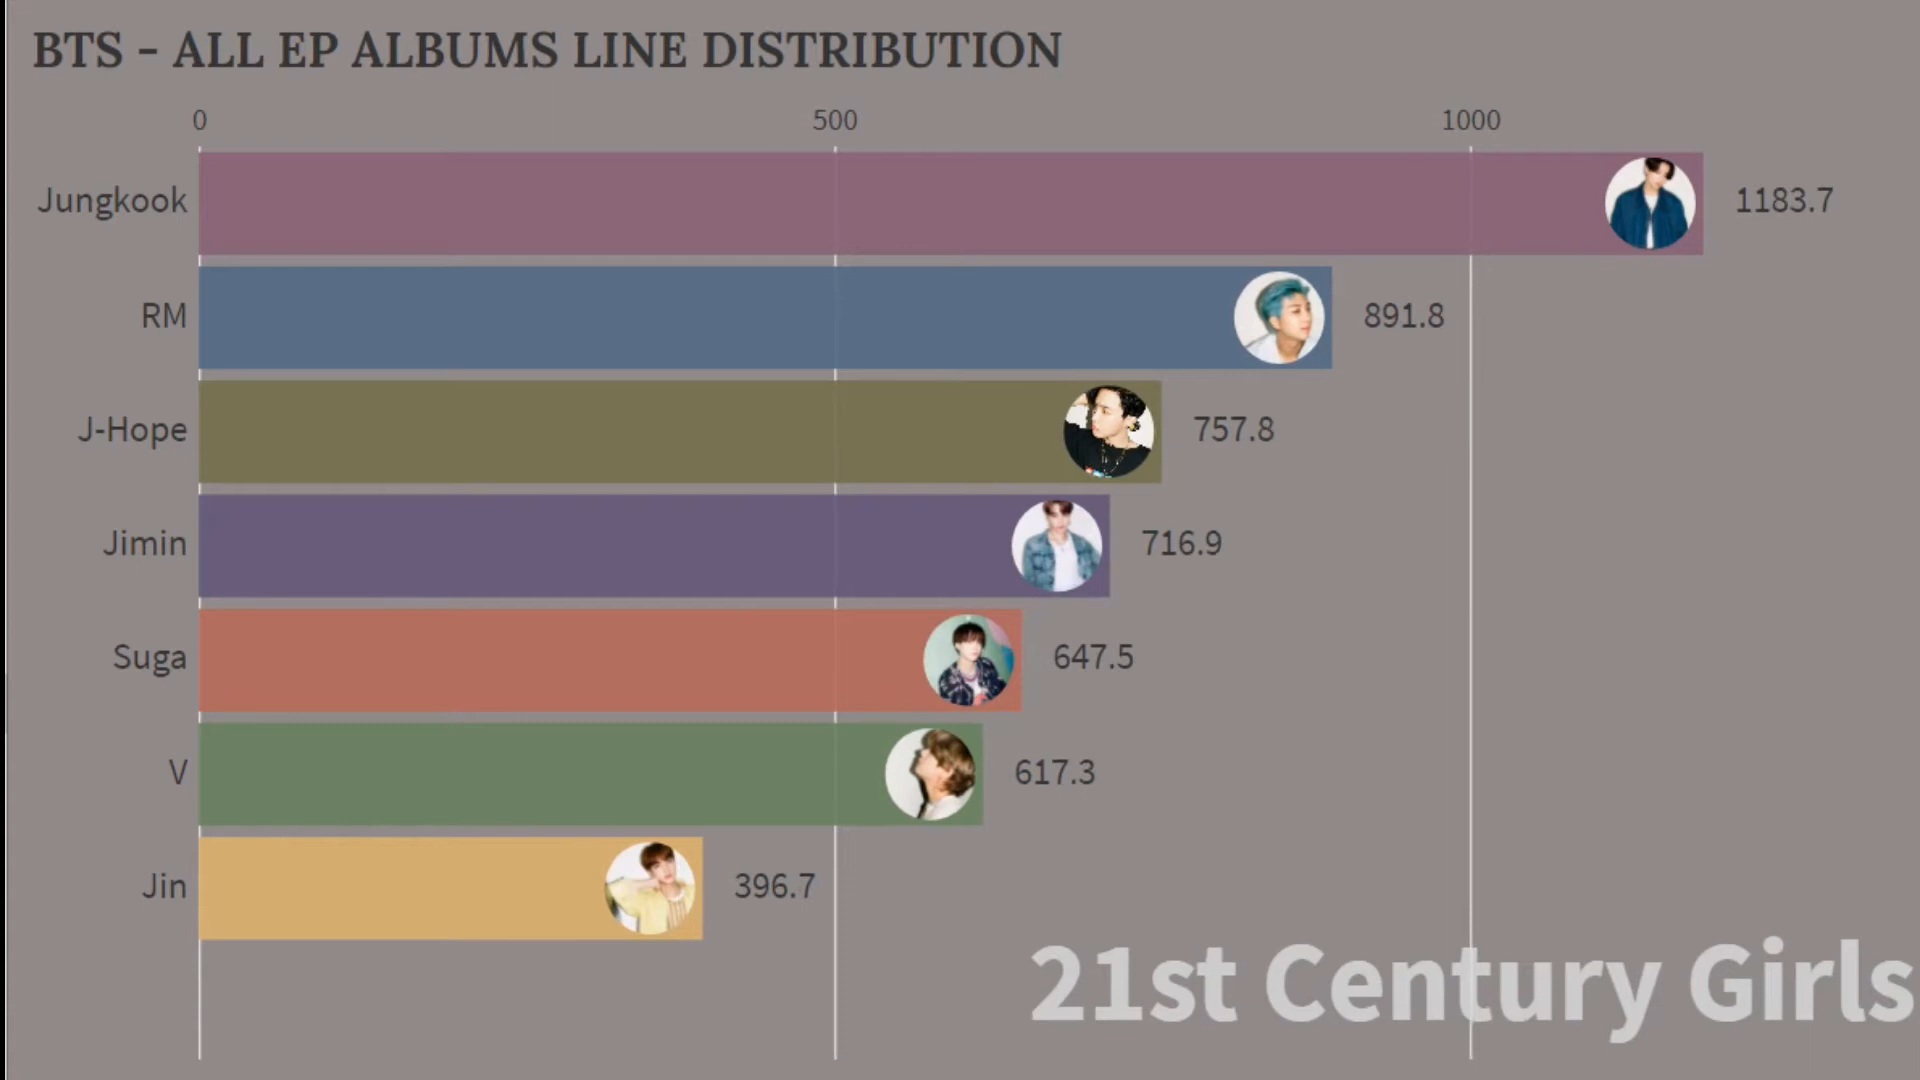 BTS - ALL EP ALBUMS LINE DISTRIBUTION
0 500 1000
Jungkook 1183.7
RM 891.8
J-Hope 757.8
Jimin 716.9
Suga 647.5
V 617.3
Jin 396.7
21st Century Girls